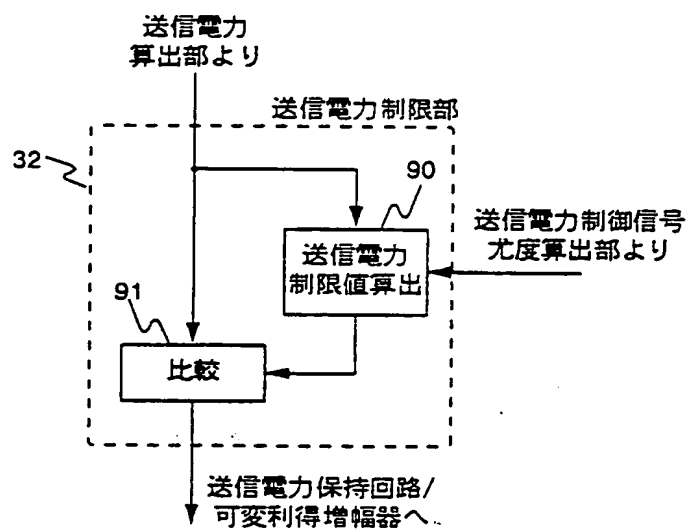 送信電力
算出部より
送信電力制限部
32
90
送信電力制御信号
尤度算出部より
送信電力
制限値算出
91
比較
送信電力保持回路/
可変利得増幅器へ